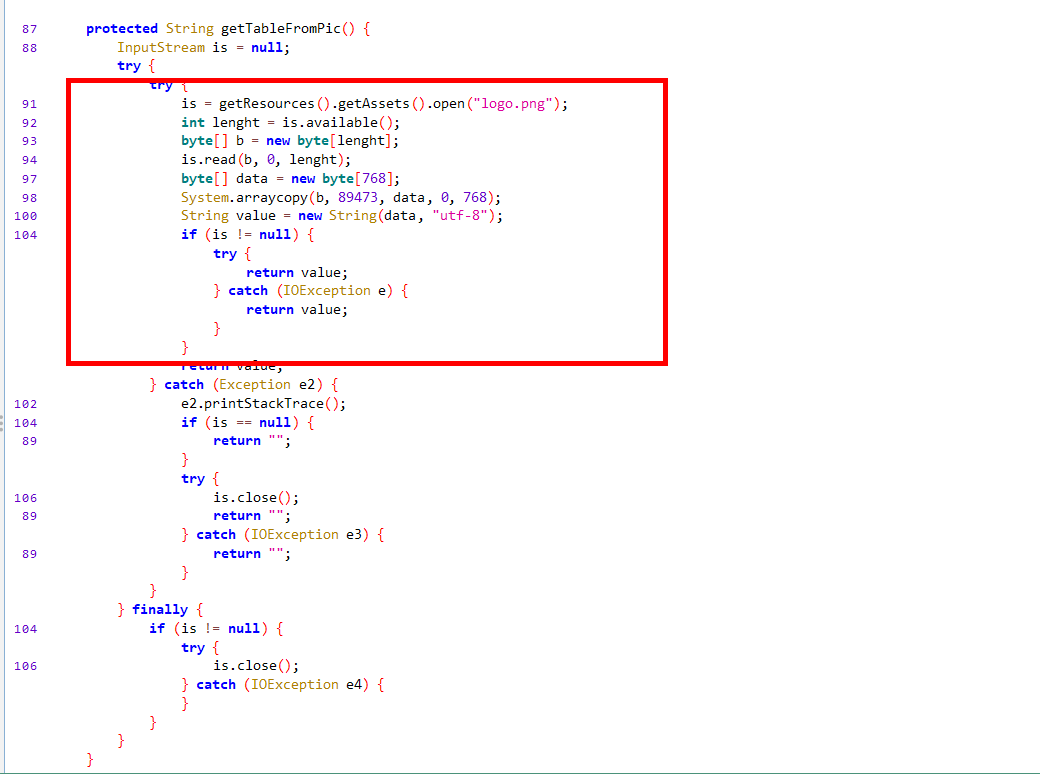 87 protected String getTableFromPic() {
88 InputStream is = null;
try {
try {
91 is = getResources().getAssets().open("logo.png");
92 int lenght = is.available();
93 byte[] b = new byte[lenght];
94 is.read(b, 0, lenght);
97 byte[] data = new byte[768];
98 System.arraycopy(b, 89473, data, 0, 768);
100 String value = new String(data, "utf-8");
104 if (is != null) {
try {
return value;
} catch (IOException e) {
return value;
}
}
return value;
} catch (Exception e2) {
102 e2.printStackTrace();
104 if (is == null) {
89 return "";
}
try {
106 is.close();
89 return "";
} catch (IOException e3) {
89 return "";
}
}
} finally {
104 if (is != null) {
try {
106 is.close();
} catch (IOException e4) {
}
}
}
}